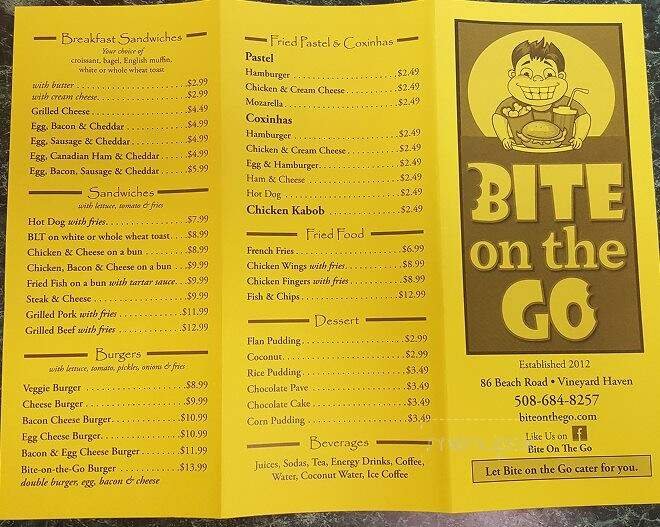 Breakfast Sandwiches
Your choice of
croissant, bagel, English muffin,
white or whole wheat toast
with butter $2.99
with cream cheese $2.99
Grilled Cheese $4.49
Egg, Bacon & Cheddar $4.99
Egg, Sausage & Cheddar $4.99
Egg, Canadian Ham & Cheddar $4.99
Egg, Bacon, Sausage & Cheddar $5.99
Sandwiches
with lettuce, tomato & fries
Hot Dog with fries $7.99
BLT on white or whole wheat toast $8.99
Chicken & Cheese on a bun $8.99
Chicken, Bacon & Cheese on a bun $9.99
Fried Fish on a bun with tartar sauce $9.99
Steak & Cheese $9.99
Grilled Pork with fries $11.99
Grilled Beef with fries $12.99
Burgers
with lettuce, tomato, pickles, onions & fries
Veggie Burger $8.99
Cheese Burger $9.99
Bacon Cheese Burger $10.99
Egg Cheese Burger $10.99
Bacon & Egg Cheese Burger $11.99
Bite-on-the-Go Burger $13.99
double burger, egg, bacon & cheese
Fried Pastel & Coxinhas
Pastel
Hamburger $2.49
Chicken & Cream Cheese $2.49
Mozarella $2.49
Coxinhas
Hamburger $2.49
Chicken & Cream Cheese $2.49
Egg & Hamburger $2.49
Ham & Cheese $2.49
Hot Dog $2.49
Chicken Kabob $2.49
Fried Food
French Fries $6.99
Chicken Wings with fries $8.99
Chicken Fingers with fries $8.99
Fish & Chips $12.99
Dessert
Flan Pudding $2.99
Coconut $2.99
Rice Pudding $3.49
Chocolate Pave $3.49
Chocolate Cake $3.49
Corn Pudding $3.49
Beverages
Juices, Sodas, Tea, Energy Drinks, Coffee,
Water, Coconut Water, Ice Coffee
BITE
on the
GO
Established 2012
86 Beach Road • Vineyard Haven
508-684-8257
biteonthego.com
Like Us on f
Bite On The Go
Let Bite on the Go cater for you.